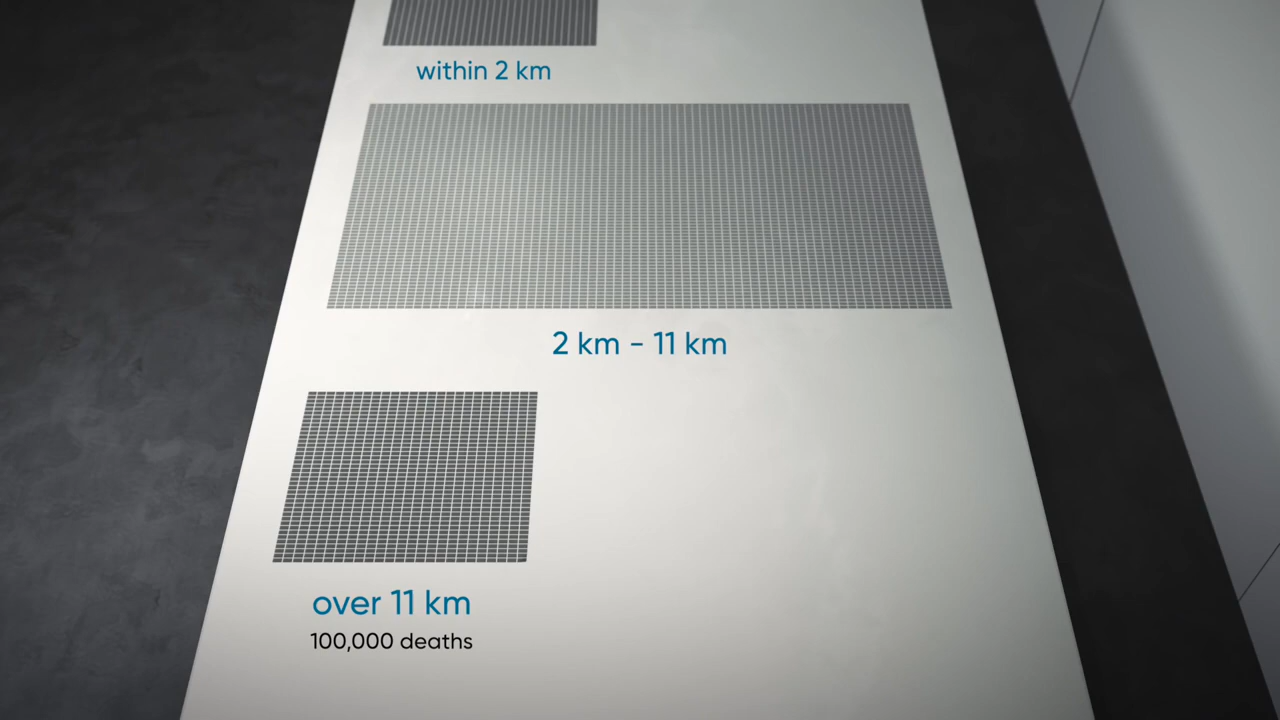 within 2 km
2 km - 11 km
over 11 km
100,000 deaths